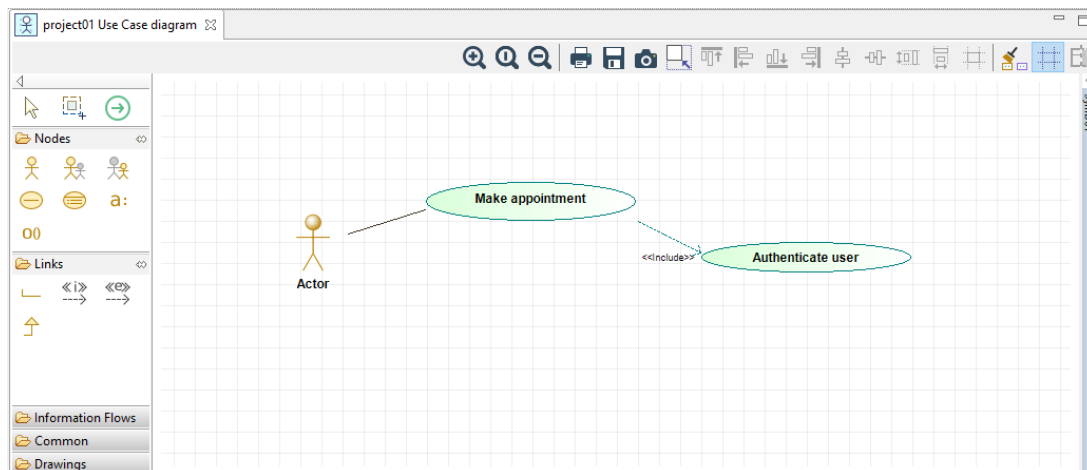 project01 Use Case diagram
Nodes
a:
o()
Links
«i»
«e»
Information Flows
Common
Drawings
Make appointment
<<Include>>
Authenticate user
Actor